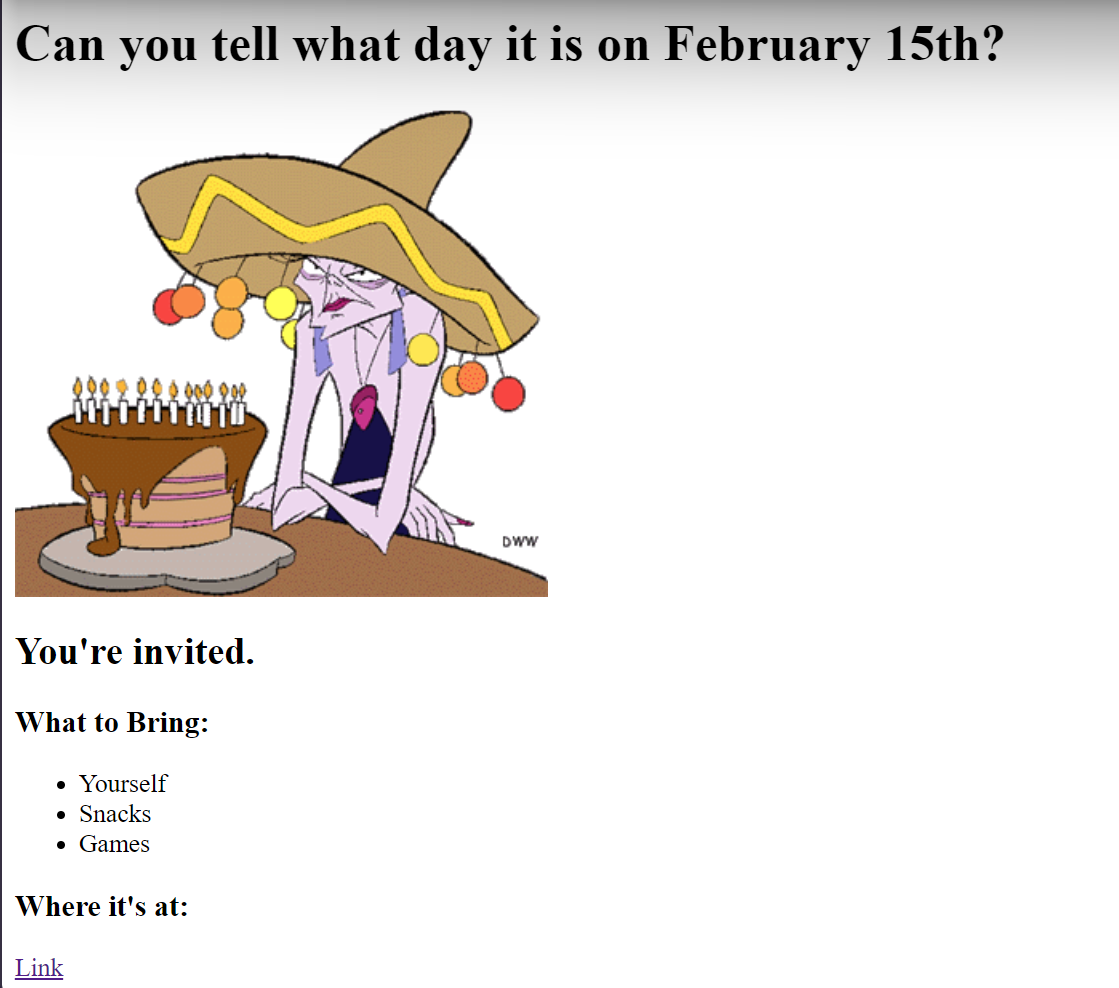 Can you tell what day it is on February 15th?
DWW
You're invited.
What to Bring:
Yourself
Snacks
Games
Where it's at:
Link